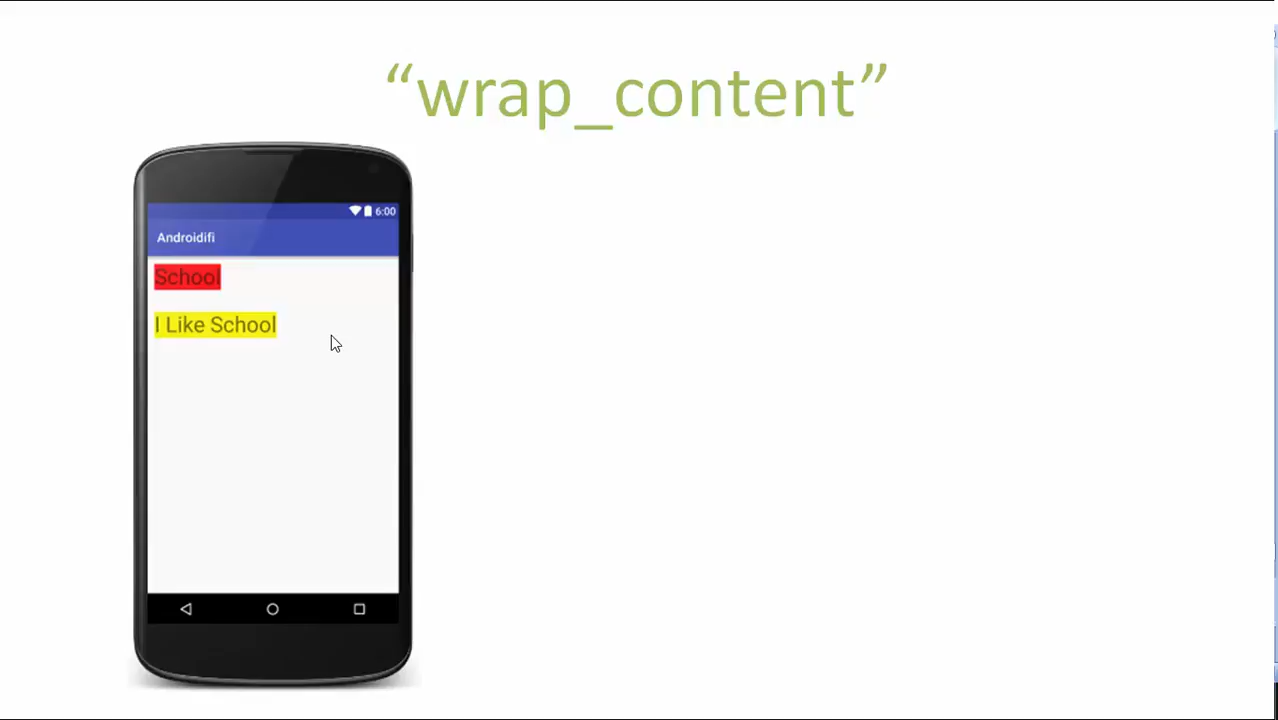 “wrap_content”
6:00
Androidifi
School
I Like School